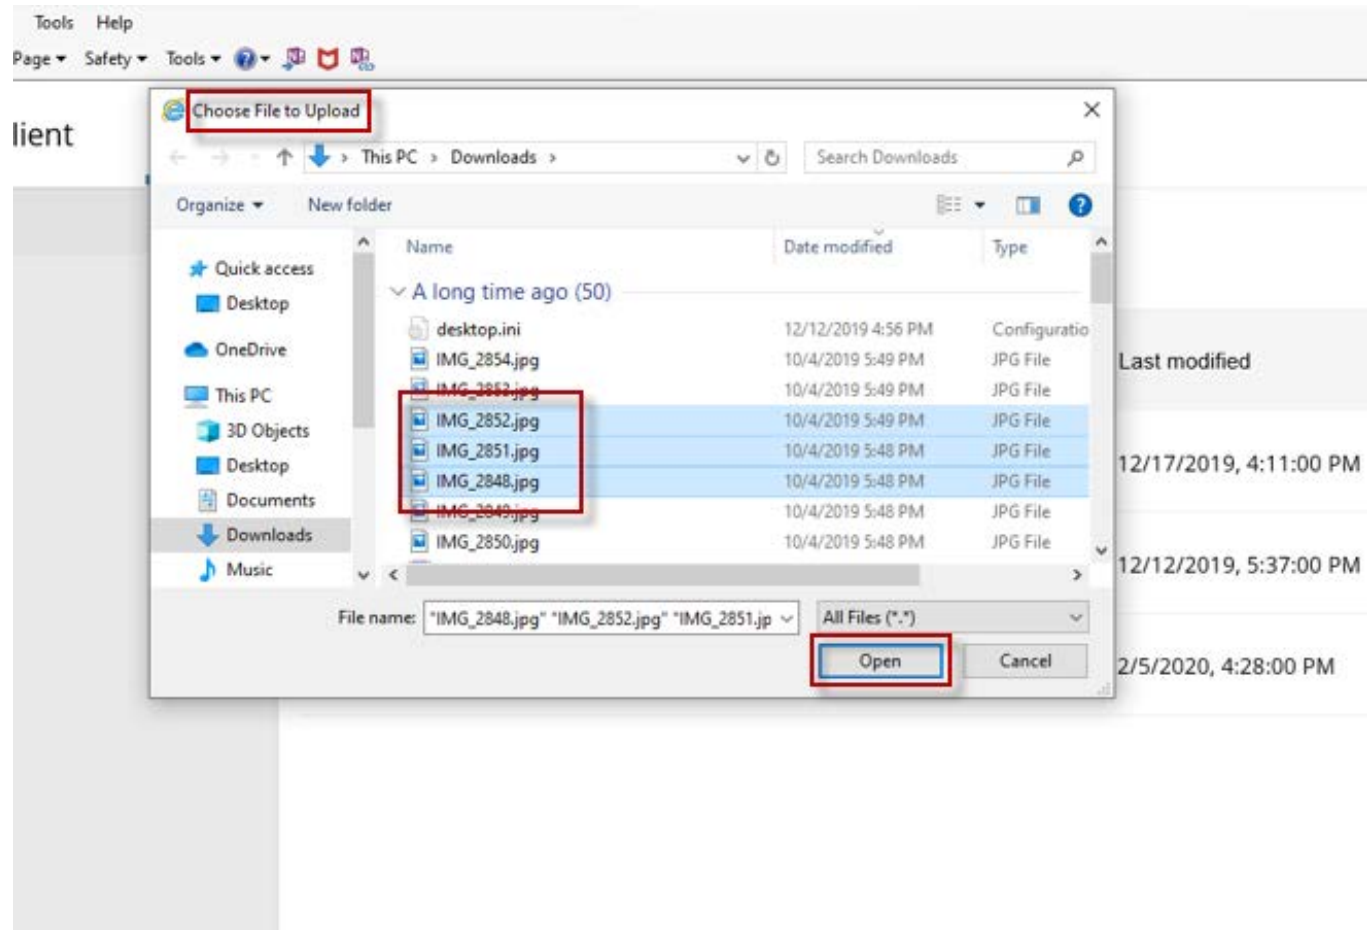 Tools Help
Page Safety Tools
lient
Choose File to Upload
This PC > Downloads >
Search Downloads
Organize New folder
Name Date modified Type
Quick access
Desktop
OneDrive
This PC
3D Objects
Desktop
Documents
Downloads
Music
A long time ago (50)
desktop.ini 12/12/2019 4:56 PM Configuratio
IMG_2854.jpg 10/4/2019 5:49 PM JPG File
IMG_2853.jpg 10/4/2019 5:49 PM JPG File
IMG_2852.jpg 10/4/2019 5:49 PM JPG File
IMG_2851.jpg 10/4/2019 5:48 PM JPG File
IMG_2848.jpg 10/4/2019 5:48 PM JPG File
IMG_2849.jpg 10/4/2019 5:48 PM JPG File
IMG_2850.jpg 10/4/2019 5:48 PM JPG File
File name: "IMG_2848.jpg" "IMG_2852.jpg" "IMG_2851.jp All Files (*.*)
Open Cancel
Last modified
12/17/2019, 4:11:00 PM
12/12/2019, 5:37:00 PM
2/5/2020, 4:28:00 PM